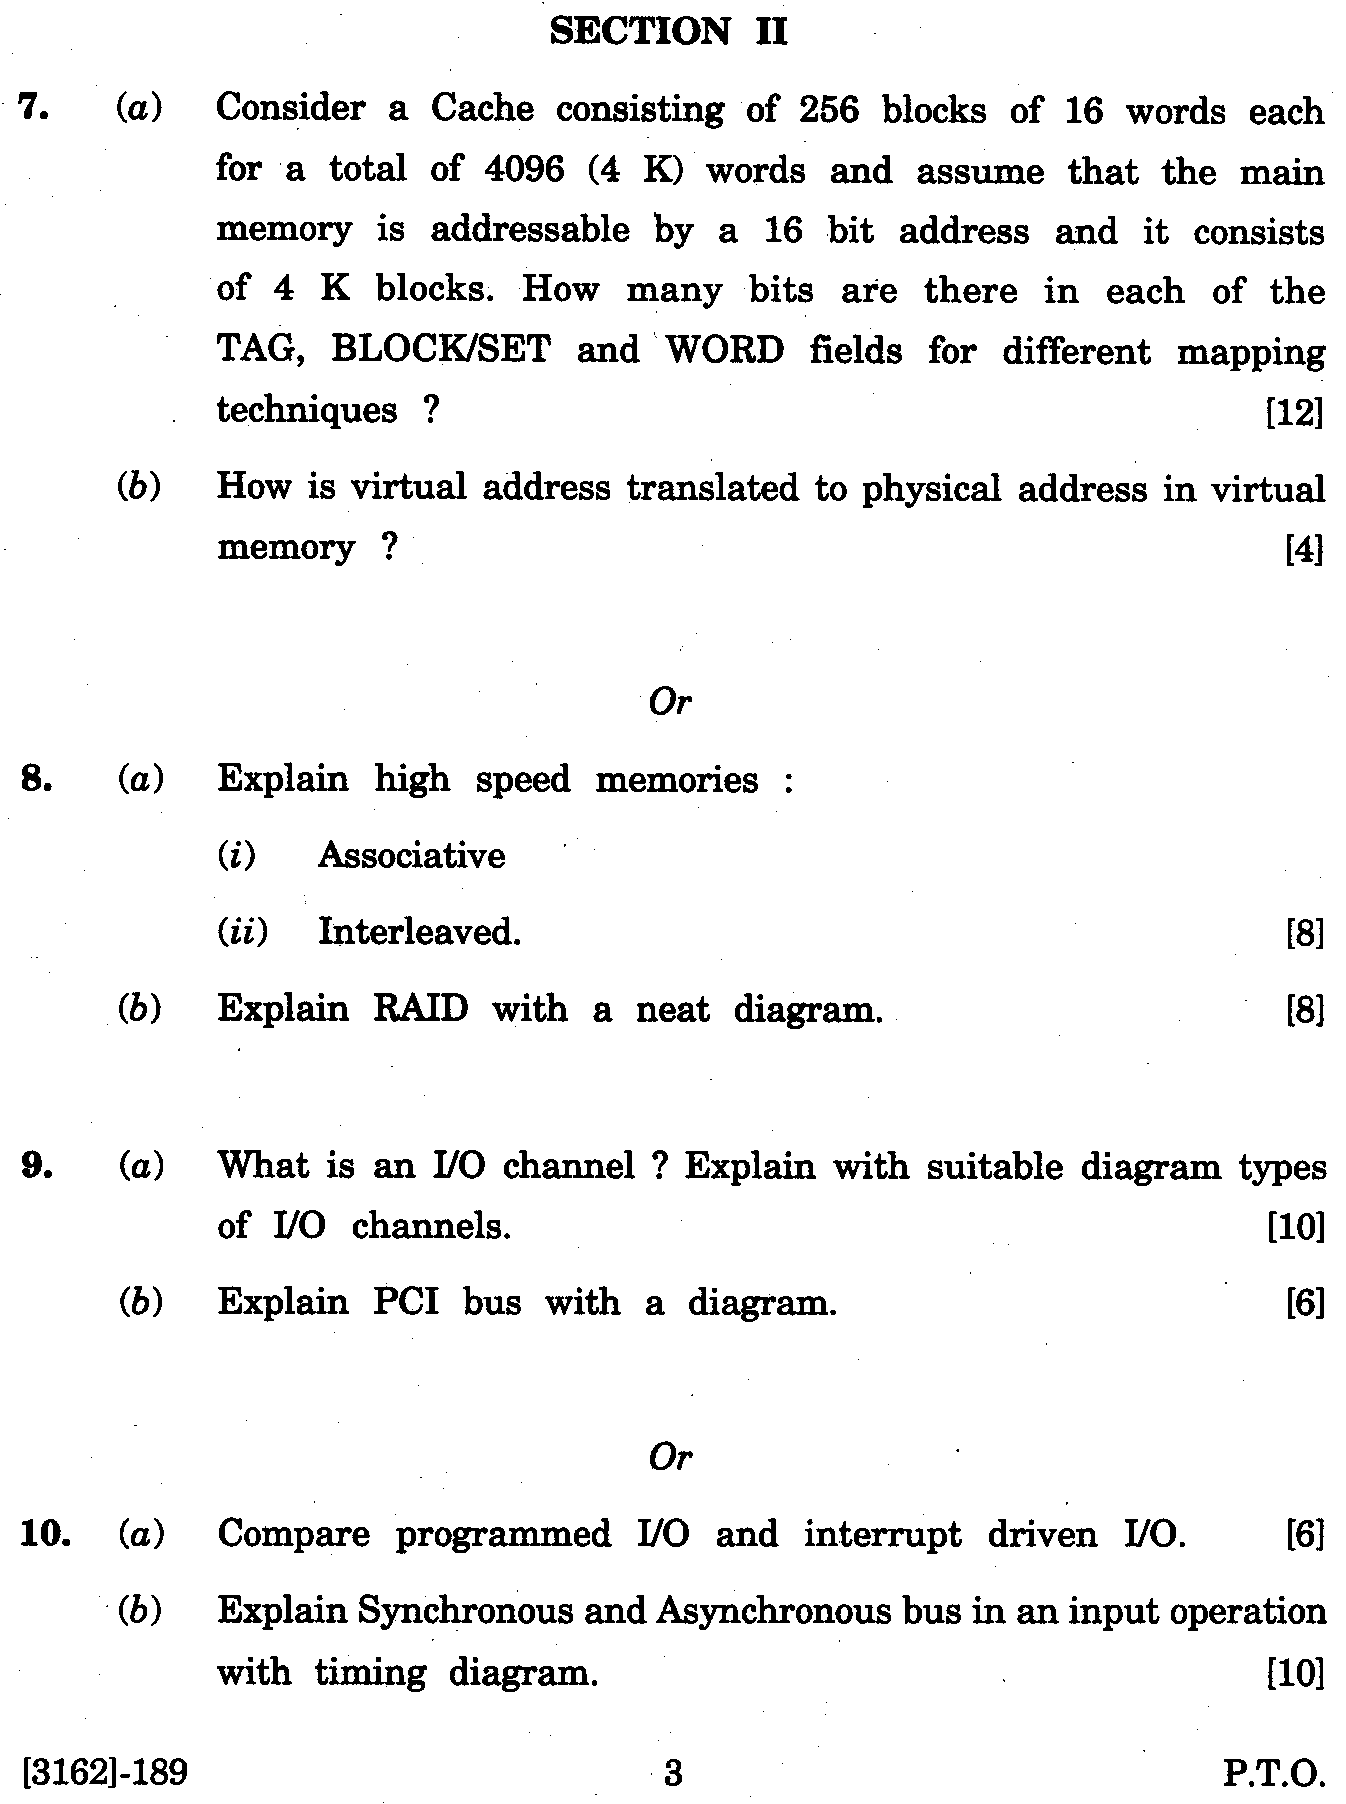 SECTION II
7. (a) Consider a Cache consisting of 256 blocks of 16 words each
for a total of 4096 (4 K) words and assume that the main
memory is addressable by a 16 bit address and it consists
of 4 K blocks. How many bits are there in each of the
TAG, BLOCK/SET and WORD fields for different mapping
techniques ? [12]
(b) How is virtual address translated to physical address in virtual
memory ? [4]
Or
8. (a) Explain high speed memories :
(i) Associative
(ii) Interleaved. [8]
(b) Explain RAID with a neat diagram. [8]
9. (a) What is an I/O channel ? Explain with suitable diagram types
of I/O channels. [10]
(b) Explain PCI bus with a diagram. [6]
Or
10. (a) Compare programmed I/O and interrupt driven I/O. [6]
(b) Explain Synchronous and Asynchronous bus in an input operation
with timing diagram. [10]
[3162]-189 3 P.T.O.